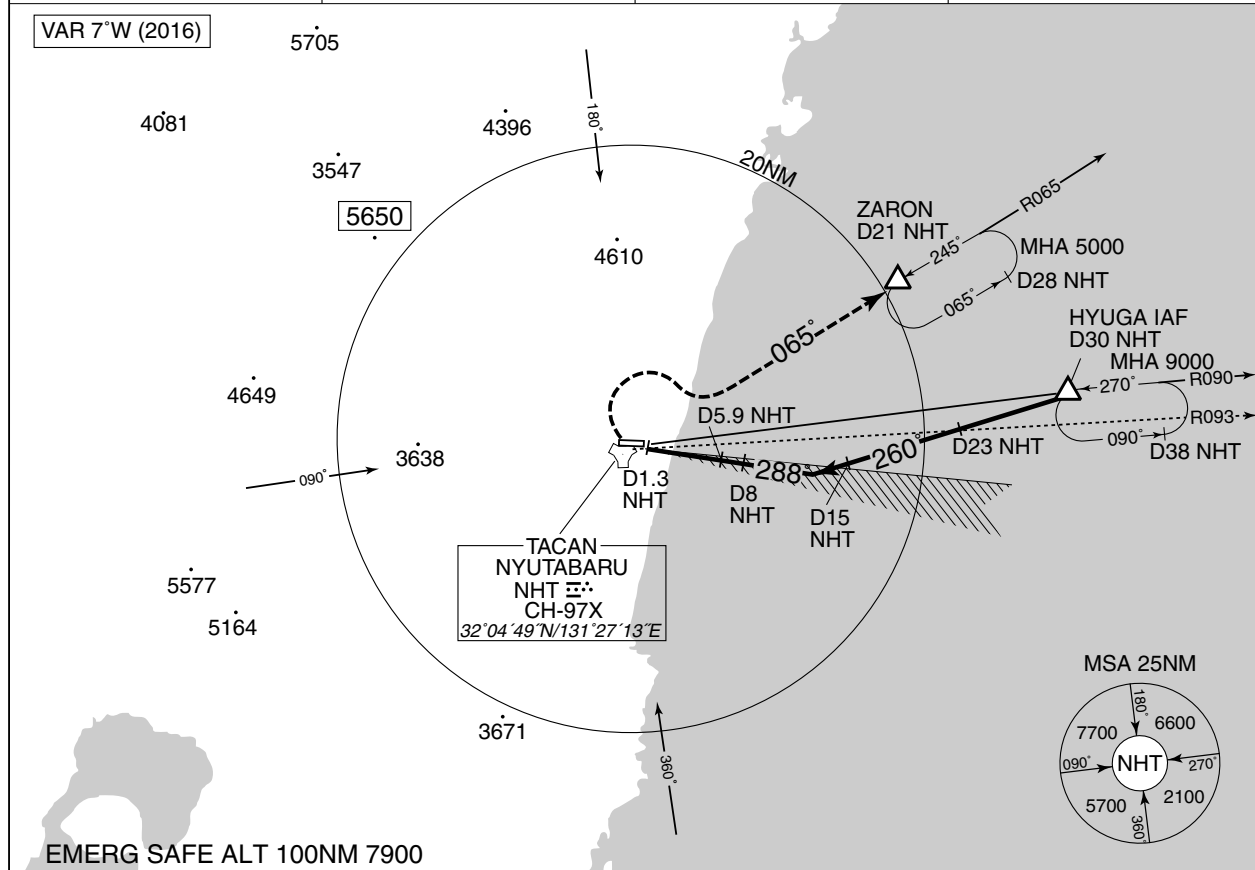 VAR 7°W (2016)
5705
4081
4396
180°
3547
20NM
5650
4610
ZARON
D21 NHT
R065
245°
MHA 5000
065°
D28 NHT
065°
HYUGA IAF
D30 NHT
MHA 9000
270°
R090
R093
090°
D38 NHT
4649
3638
090°
D5.9 NHT
D23 NHT
260°
288°
D1.3
NHT
D8
NHT
D15
NHT
TACAN
NYUTABARU
NHT
CH-97X
32°04´49˝N/131°27´13˝E
5577
5164
3671
360°
MSA 25NM
180°
7700
6600
090°
NHT
270°
5700
2100
360°
EMERG SAFE ALT 100NM 7900